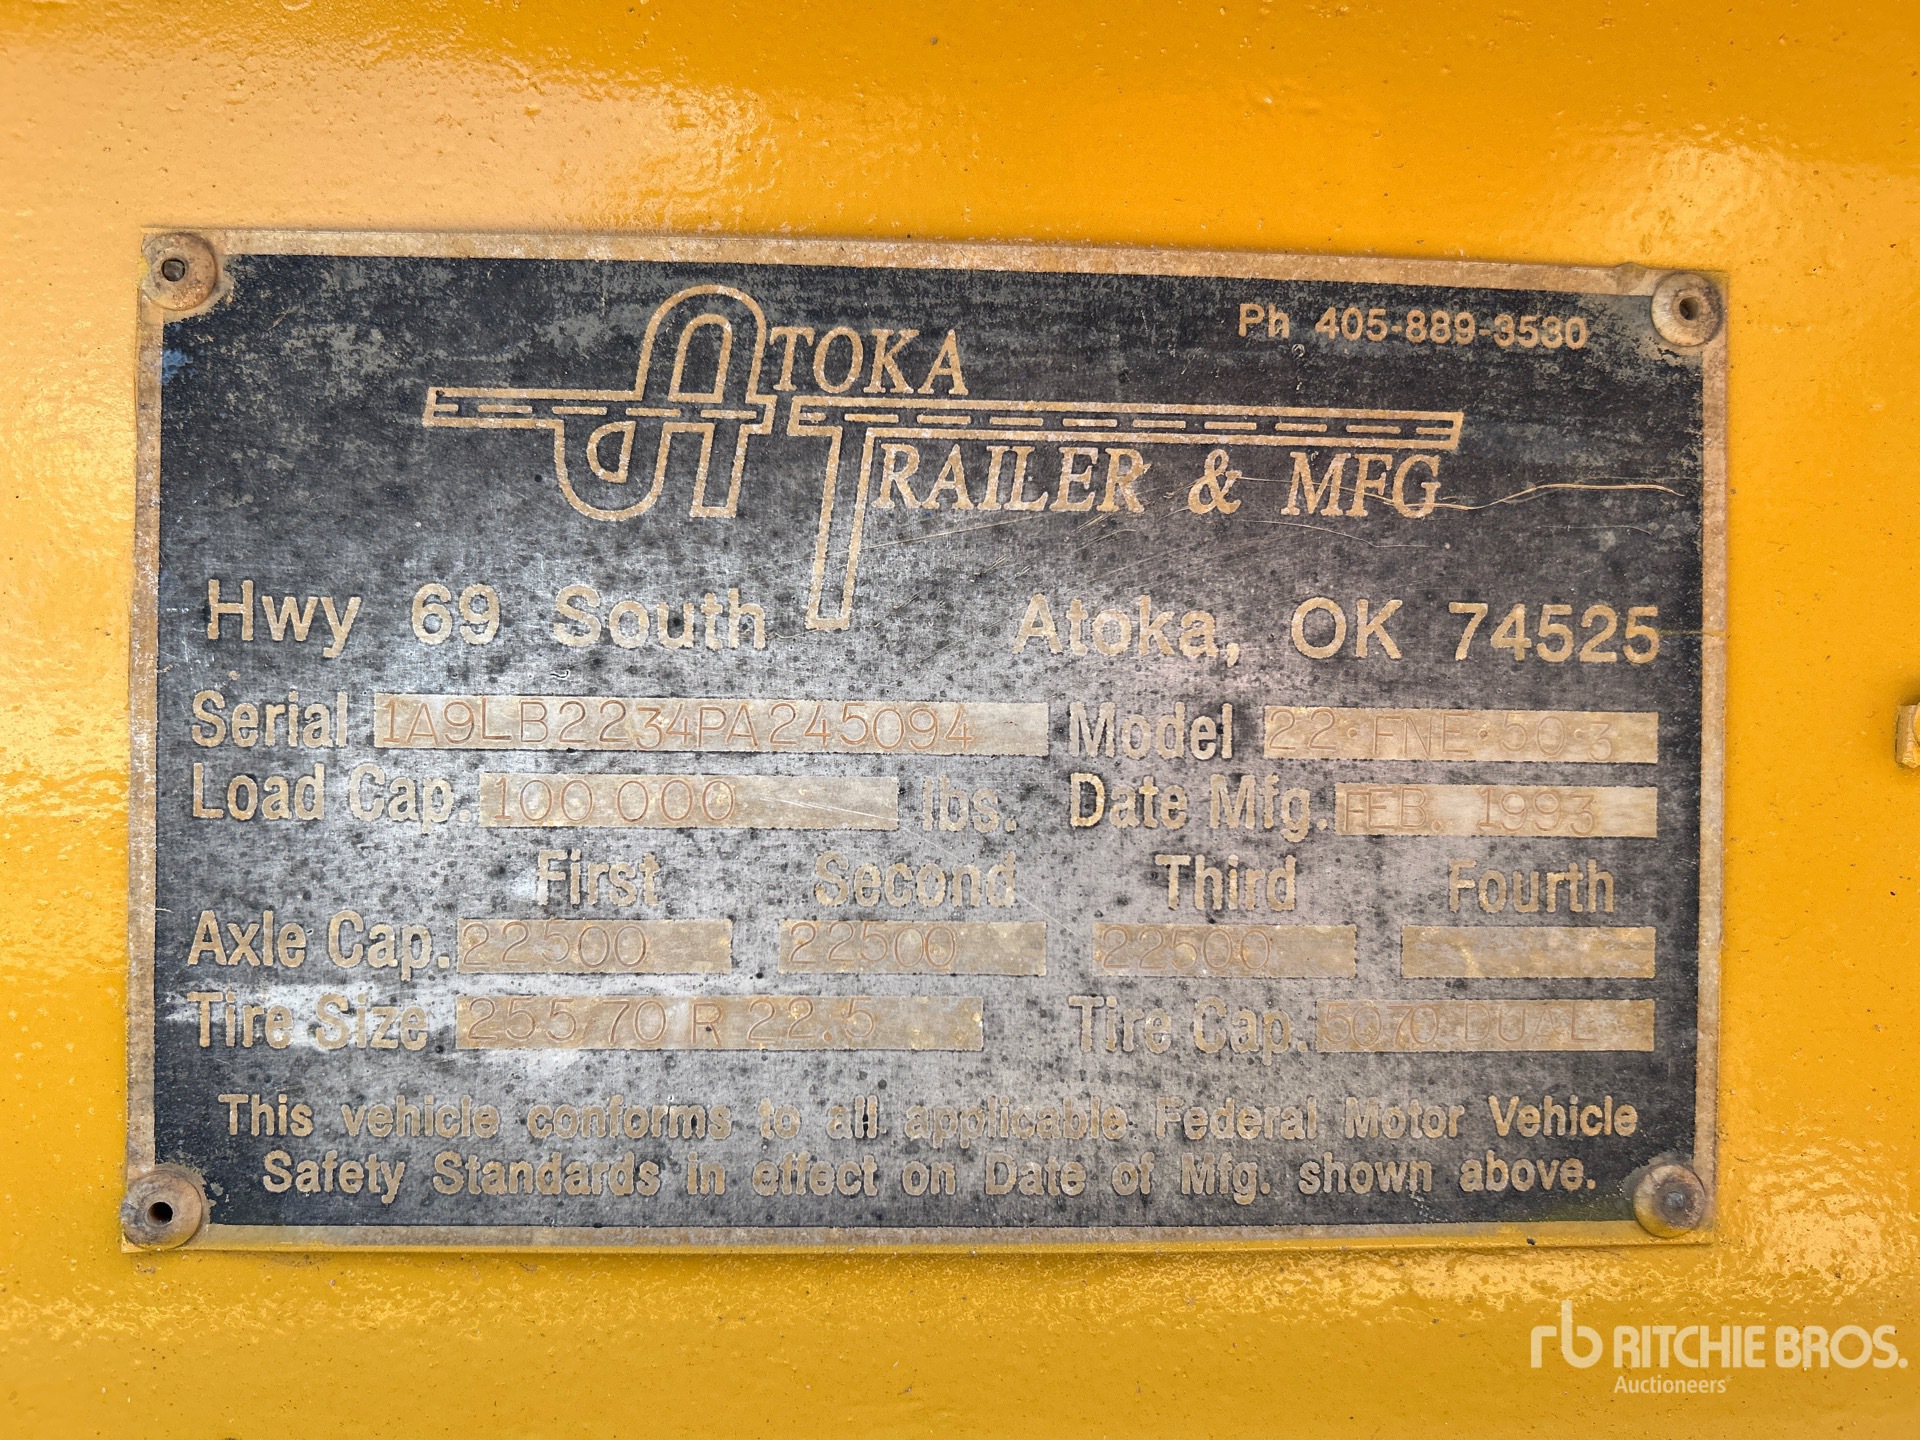 Ph 405-889-3530
ATOKA
TRAILER & MFG
Hwy 69 South Atoka, OK 74525
Serial 1A9LB2234PA245094 Model 22 FNE 50 3
Load Cap. 100 000 lbs. Date Mfg. FEB. 1993
First Second Third Fourth
Axle Cap. 22500 22500 22500
Tire Size 255 70 R 22.5 Tire Cap. 5070 DUAL
This vehicle conforms to all applicable Federal Motor Vehicle
Safety Standards in effect on Date of Mfg. shown above.
rb RITCHIE BROS.
Auctioneers